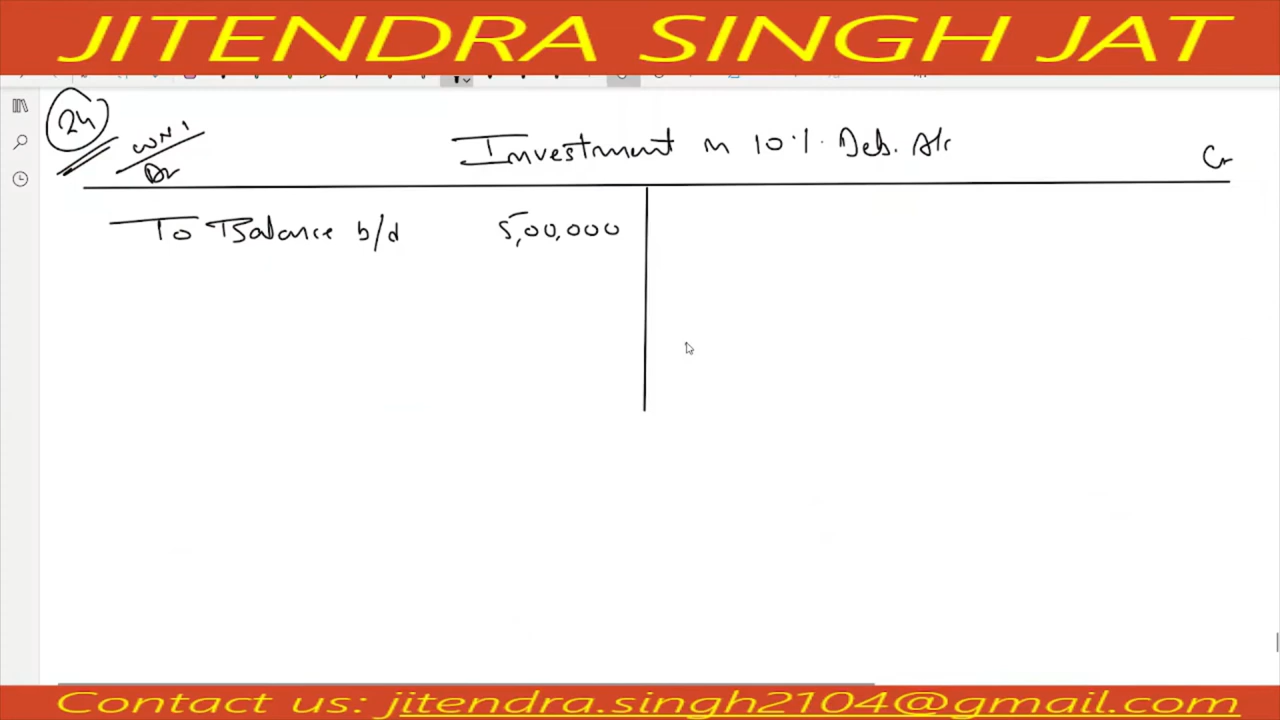 JITENDRA SINGH JAT
24
WN 1
Investment in 10%. Deb. A/c
Dr
Cr
To Balance b/d 5,00,000
Contact us: jitendra.singh2104@gmail.com